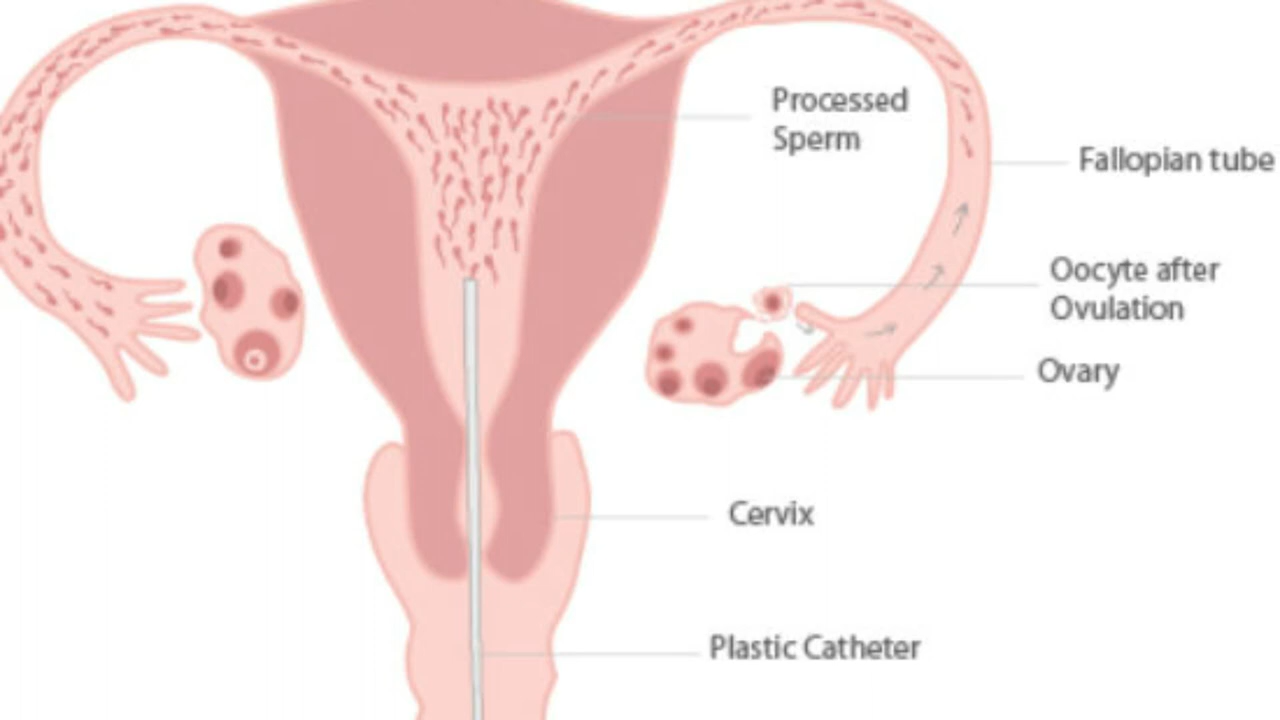 Processed
Sperm
Fallopian tube
Oocyte after
Ovulation
Ovary
Cervix
Plastic Catheter